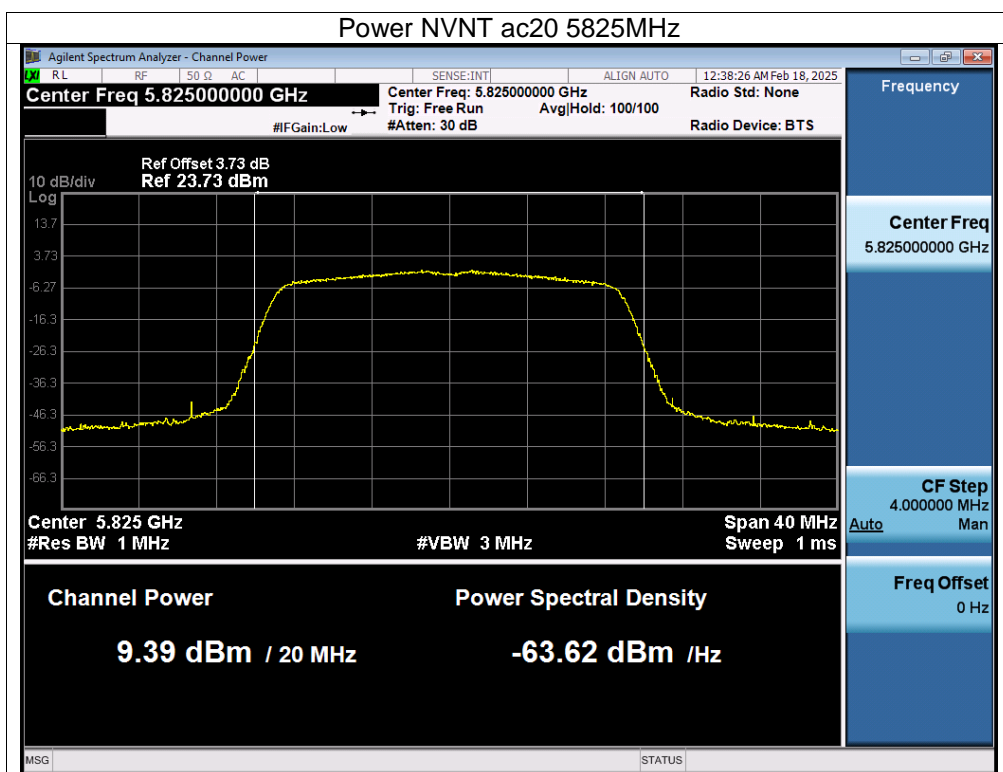 Power NVNT ac20 5825MHz
Agilent Spectrum Analyzer - Channel Power
LXI RL RF 50 Ω AC SENSE:INT ALIGN AUTO 12:38:26 AM Feb 18, 2025
Center Freq 5.825000000 GHz
Center Freq: 5.825000000 GHz
Radio Std: None
Trig: Free Run Avg|Hold: 100/100
#IFGain:Low
#Atten: 30 dB
Radio Device: BTS
Ref Offset 3.73 dB
10 dB/div Ref 23.73 dBm
Log
13.7
3.73
-6.27
-16.3
-26.3
-36.3
-46.3
-56.3
-66.3
Center 5.825 GHz
Span 40 MHz
#Res BW 1 MHz
#VBW 3 MHz
Sweep 1 ms
Channel Power
Power Spectral Density
9.39 dBm / 20 MHz
-63.62 dBm /Hz
Frequency
Center Freq
5.825000000 GHz
CF Step
4.000000 MHz
Auto Man
Freq Offset
0 Hz
MSG
STATUS